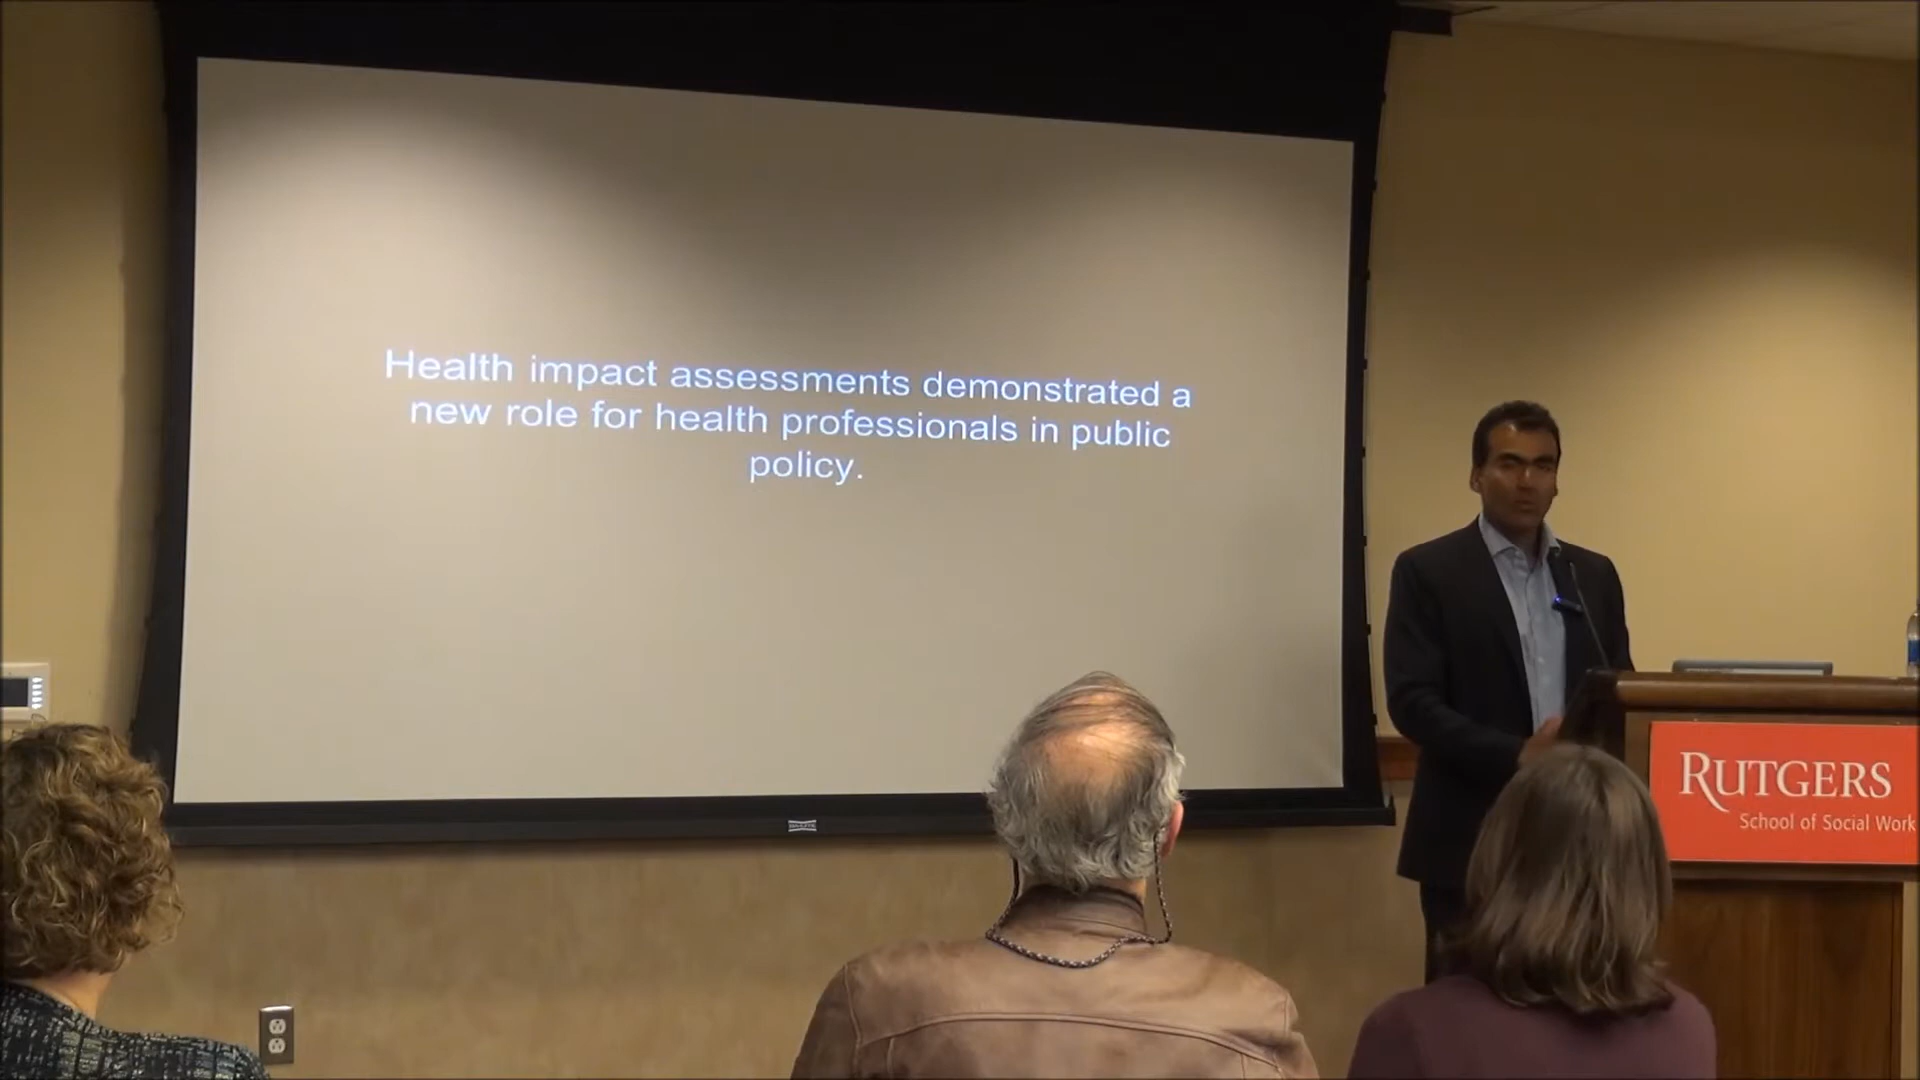 Health impact assessments demonstrated a
new role for health professionals in public
policy.
RUTGERS
School of Social Work